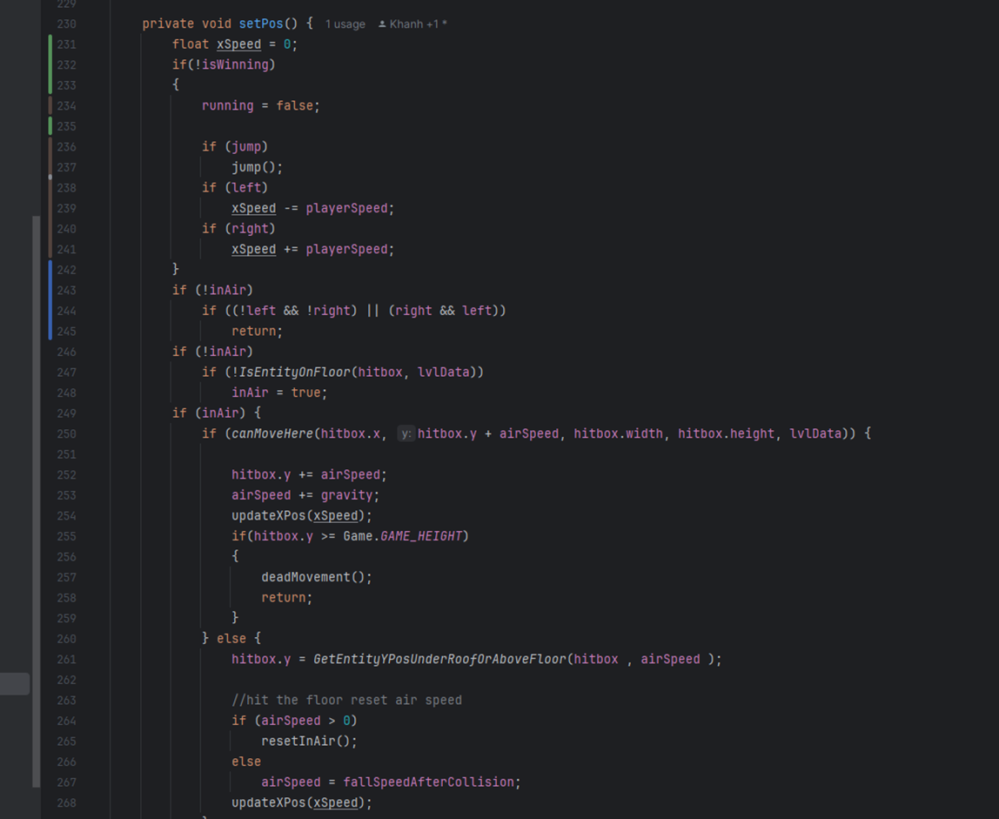 229
230 private void setPos() { 1 usage Khanh +1 *
231 float xSpeed = 0;
232 if(!isWinning)
233 {
234 running = false;
235
236 if (jump)
237 jump();
238 if (left)
239 xSpeed -= playerSpeed;
240 if (right)
241 xSpeed += playerSpeed;
242 }
243 if (!inAir)
244 if ((!left && !right) || (right && left))
245 return;
246 if (!inAir)
247 if (!IsEntityOnFloor(hitbox, lvlData))
248 inAir = true;
249 if (inAir) {
250 if (canMoveHere(hitbox.x, y: hitbox.y + airSpeed, hitbox.width, hitbox.height, lvlData)) {
251
252 hitbox.y += airSpeed;
253 airSpeed += gravity;
254 updateXPos(xSpeed);
255 if(hitbox.y >= Game.GAME_HEIGHT)
256 {
257 deadMovement();
258 return;
259 }
260 } else {
261 hitbox.y = GetEntityYPosUnderRoofOrAboveFloor(hitbox , airSpeed );
262
263 //hit the floor reset air speed
264 if (airSpeed > 0)
265 resetInAir();
266 else
267 airSpeed = fallSpeedAfterCollision;
268 updateXPos(xSpeed);